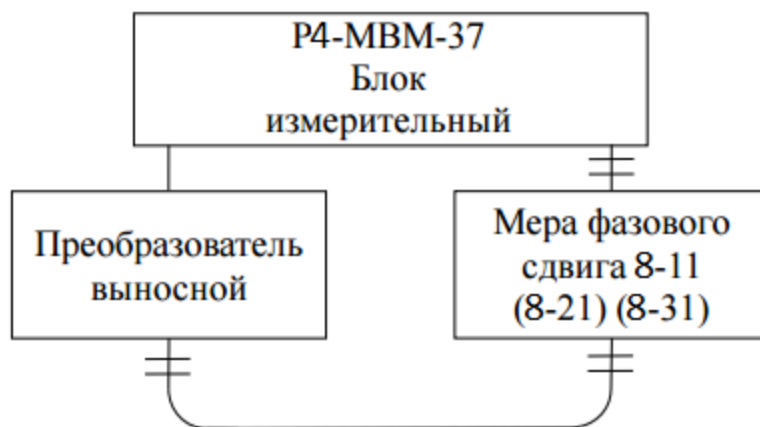 Р4-МВМ-37
Блок
измерительный
Преобразователь
выносной
Мера фазового
сдвига 8-11
(8-21) (8-31)